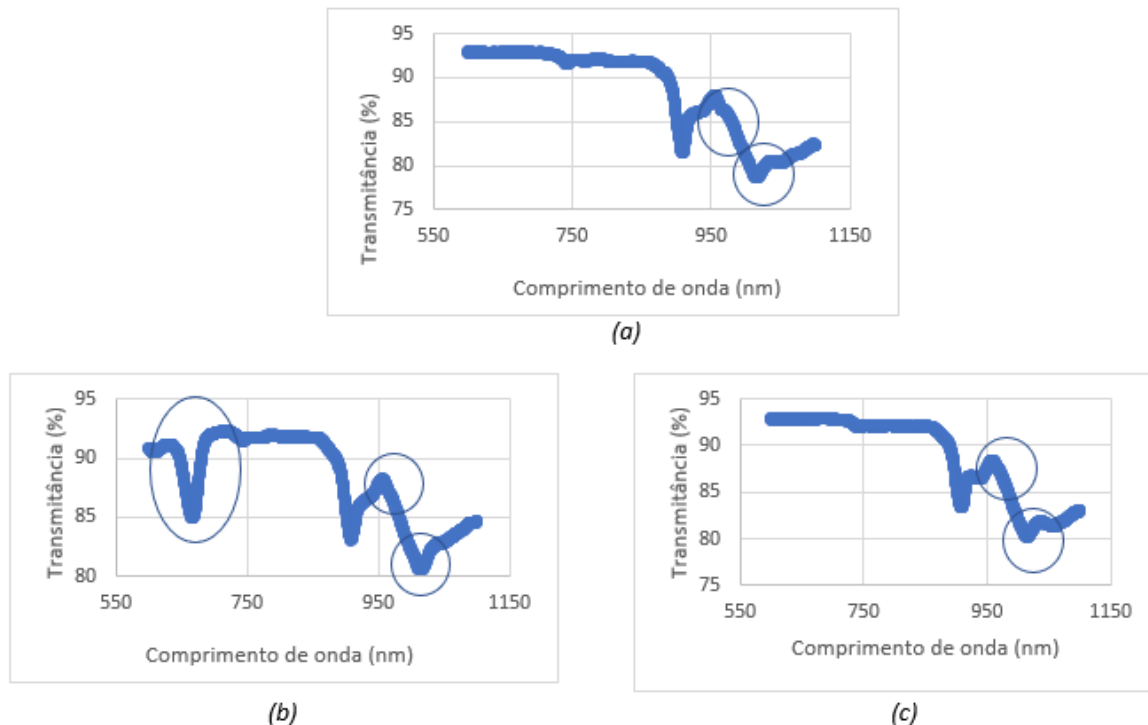 95
90
85
80
75
Transmitância (%)
550 750 950 1150
Comprimento de onda (nm)
(a)
95
90
85
80
Transmitância (%)
550 750 950 1150
Comprimento de onda (nm)
(b)
95
90
85
80
75
Transmitância (%)
550 750 950 1150
Comprimento de onda (nm)
(c)